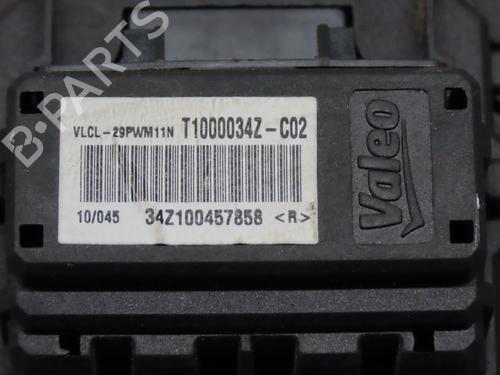 B-PARTS
VLCL-29PWM11N T1000034Z-C02
10/045 34Z100457858 <R>
Valeo